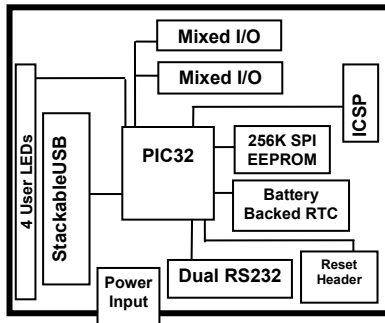 Mixed I/O
Mixed I/O
4 User LEDs
StackableUSB
PIC32
ICSP
256K SPI
EEPROM
Battery
Backed RTC
Power
Input
Dual RS232
Reset
Header